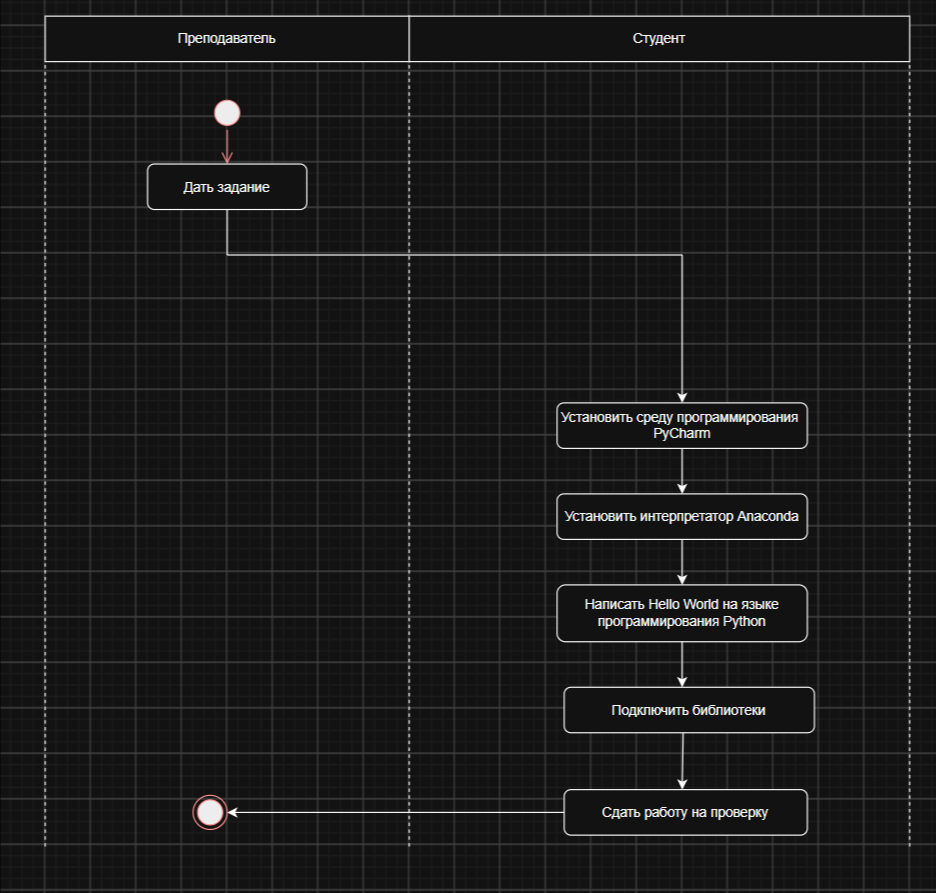 Преподаватель
Студент
Дать задание
Установить среду программирования
PyCharm
Установить интерпретатор Anaconda
Написать Hello World на языке
программирования Python
Подключить библиотеки
Сдать работу на проверку